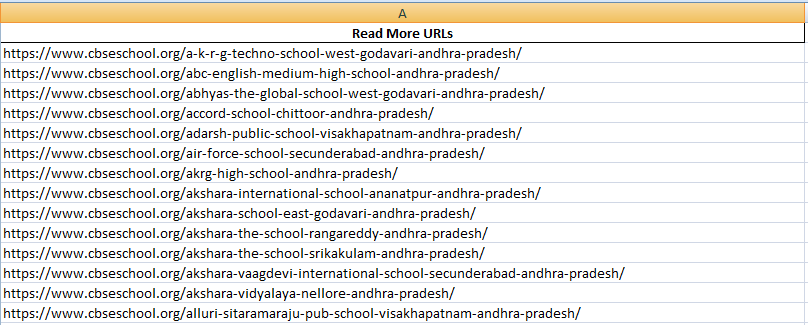 A
Read More URLs
https://www.cbseschool.org/a-k-r-g-techno-school-west-godavari-andhra-pradesh/
https://www.cbseschool.org/abc-english-medium-high-school-andhra-pradesh/
https://www.cbseschool.org/abhyas-the-global-school-west-godavari-andhra-pradesh/
https://www.cbseschool.org/accord-school-chittoor-andhra-pradesh/
https://www.cbseschool.org/adarsh-public-school-visakhapatnam-andhra-pradesh/
https://www.cbseschool.org/air-force-school-secunderabad-andhra-pradesh/
https://www.cbseschool.org/akrg-high-school-andhra-pradesh/
https://www.cbseschool.org/akshara-international-school-ananatpur-andhra-pradesh/
https://www.cbseschool.org/akshara-school-east-godavari-andhra-pradesh/
https://www.cbseschool.org/akshara-the-school-rangareddy-andhra-pradesh/
https://www.cbseschool.org/akshara-the-school-srikakulam-andhra-pradesh/
https://www.cbseschool.org/akshara-vaagdevi-international-school-secunderabad-andhra-pradesh/
https://www.cbseschool.org/akshara-vidyalaya-nellore-andhra-pradesh/
https://www.cbseschool.org/alluri-sitaramaraju-pub-school-visakhapatnam-andhra-pradesh/